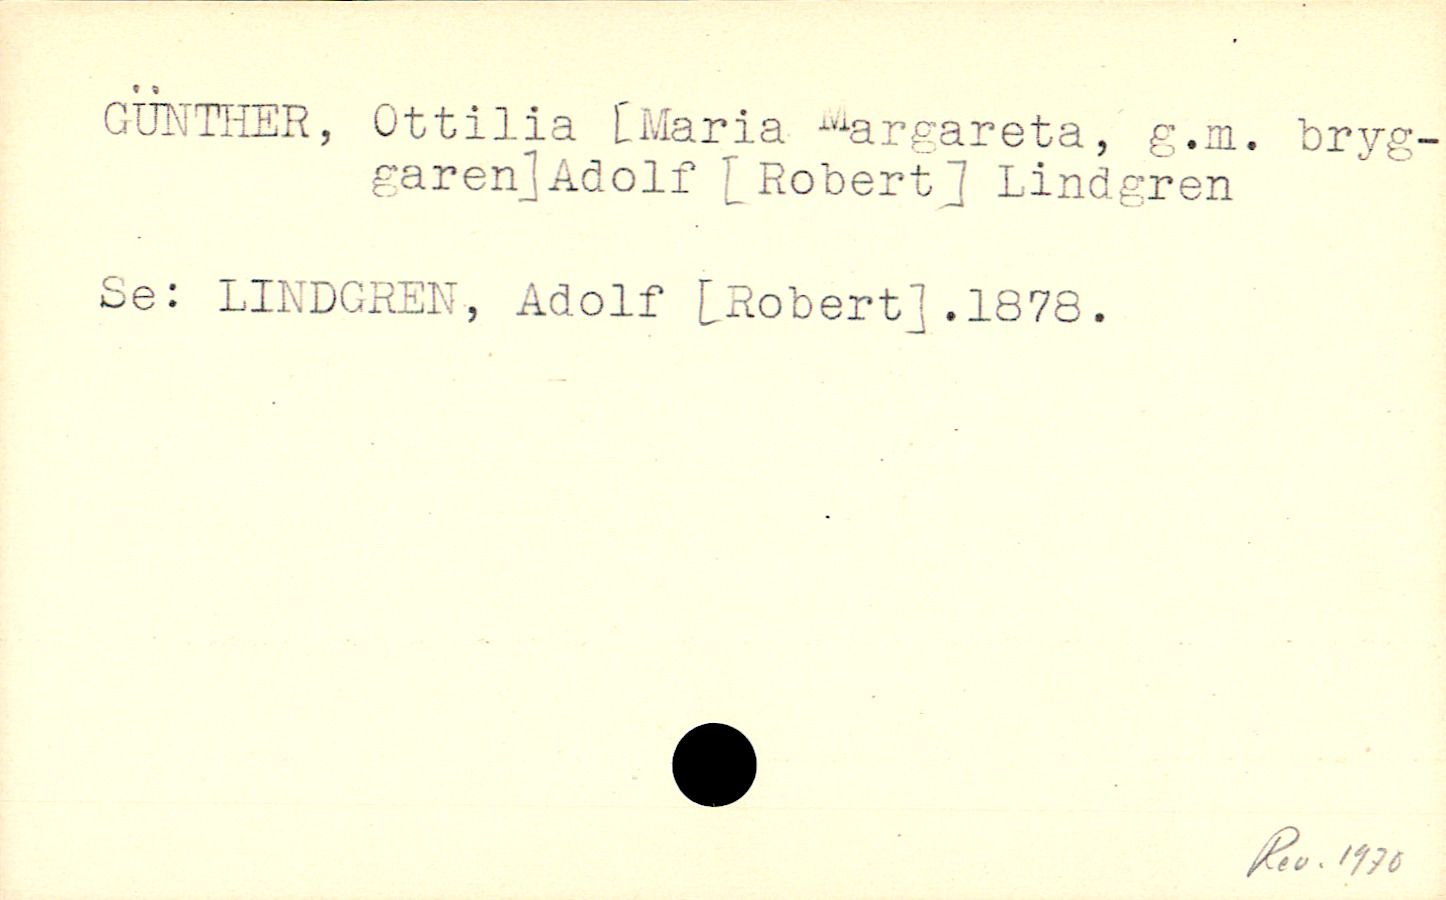 GÜNTHER, Ottilia [Maria Margareta, g.m. bryg-
garen]Adolf [Robert] Lindgren
Se: LINDGREN, Adolf [Robert].1878.
Rev. 1970